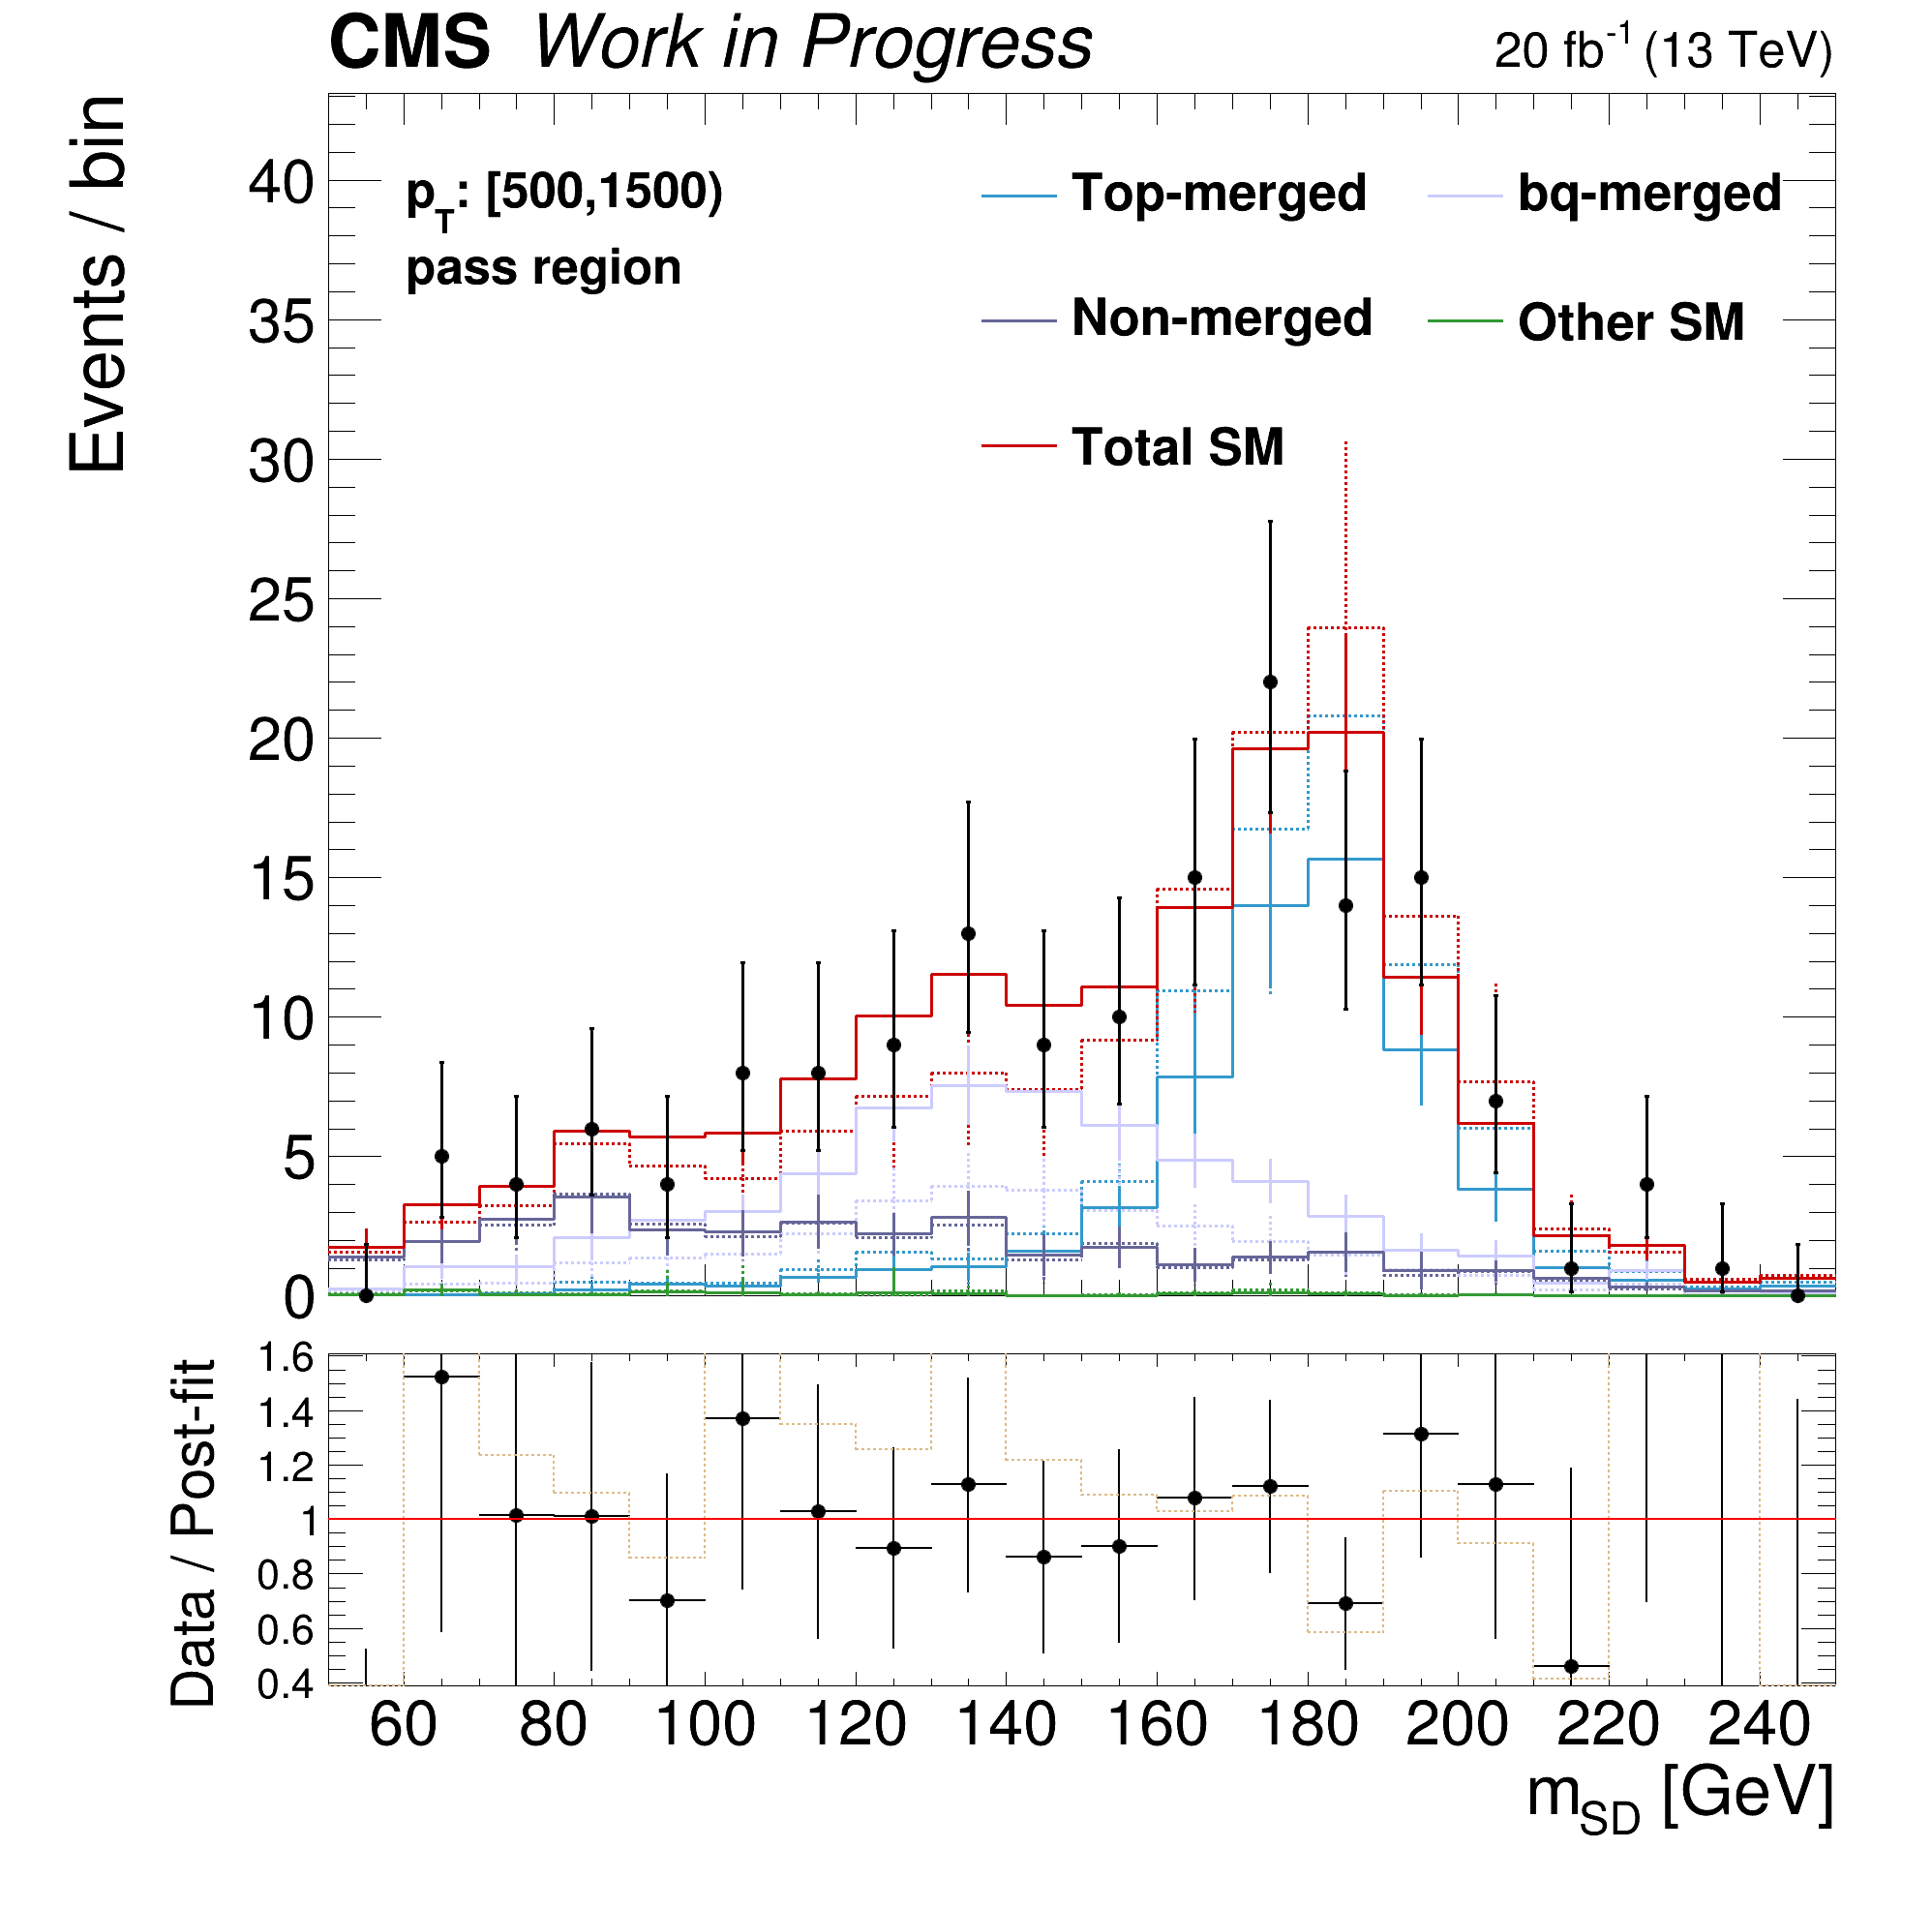 CMS Work in Progress 20 fb-1 (13 TeV)
Events / bin
40
35
30
25
20
15
10
5
0
pT: [500,1500)
pass region
Top-merged
bq-merged
Non-merged
Other SM
Total SM
Data / Post-fit
1.6
1.4
1.2
1
0.8
0.6
0.4
60 80 100 120 140 160 180 200 220 240
mSD [GeV]